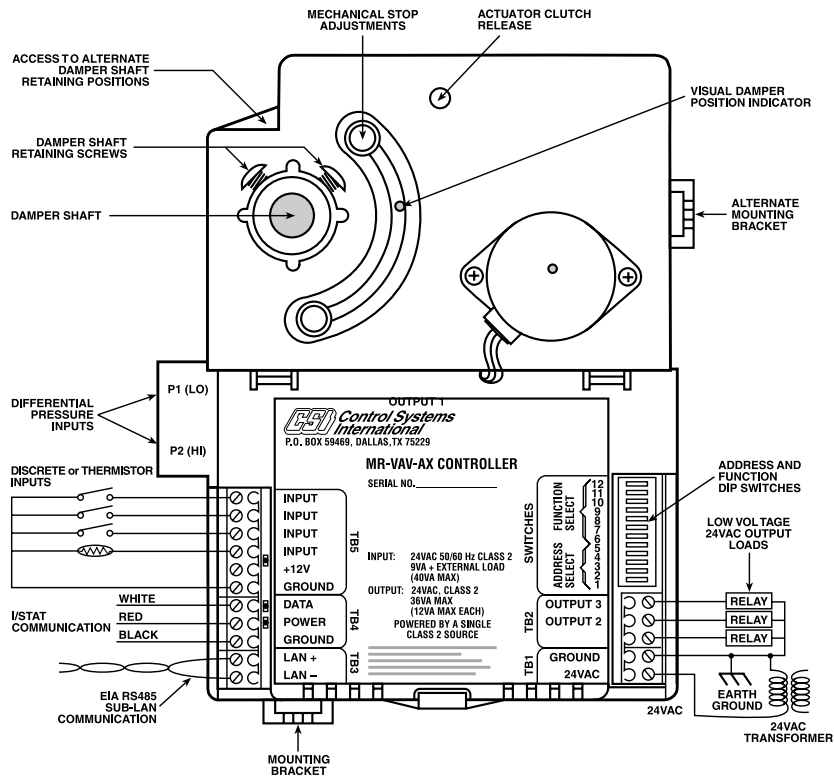 MECHANICAL STOP
ADJUSTMENTS
ACTUATOR CLUTCH
RELEASE
ACCESS TO ALTERNATE
DAMPER SHAFT
RETAINING POSITIONS
VISUAL DAMPER
POSITION INDICATOR
DAMPER SHAFT
RETAINING SCREWS
DAMPER SHAFT
ALTERNATE
MOUNTING
BRACKET
P1 (LO)
DIFFERENTIAL
PRESSURE
INPUTS
P2 (HI)
OUTPUT 1
CSI Control Systems
International
P.O. BOX 59469, DALLAS,TX 75229
MR-VAV-AX CONTROLLER
SERIAL NO.
DISCRETE or THERMISTOR
INPUTS
INPUT
INPUT
INPUT
INPUT
+12V
GROUND
TB5
I/STAT
COMMUNICATION
WHITE
RED
BLACK
DATA
POWER
GROUND
TB4
LAN +
LAN –
TB3
EIA RS485
SUB-LAN
COMMUNICATION
INPUT: 24VAC 50/60 Hz CLASS 2
9VA + EXTERNAL LOAD
(40VA MAX)
OUTPUT: 24VAC, CLASS 2
36VA MAX
(12VA MAX EACH)
POWERED BY A SINGLE
CLASS 2 SOURCE
SWITCHES
FUNCTION
SELECT
ADDRESS
SELECT
12
11
10
9
8
7
6
5
4
3
2
1
ADDRESS AND
FUNCTION
DIP SWITCHES
LOW VOLTAGE
24VAC OUTPUT
LOADS
TB2
OUTPUT 3
OUTPUT 2
RELAY
RELAY
RELAY
TB1
GROUND
24VAC
EARTH
GROUND
24VAC
24VAC
TRANSFORMER
MOUNTING
BRACKET